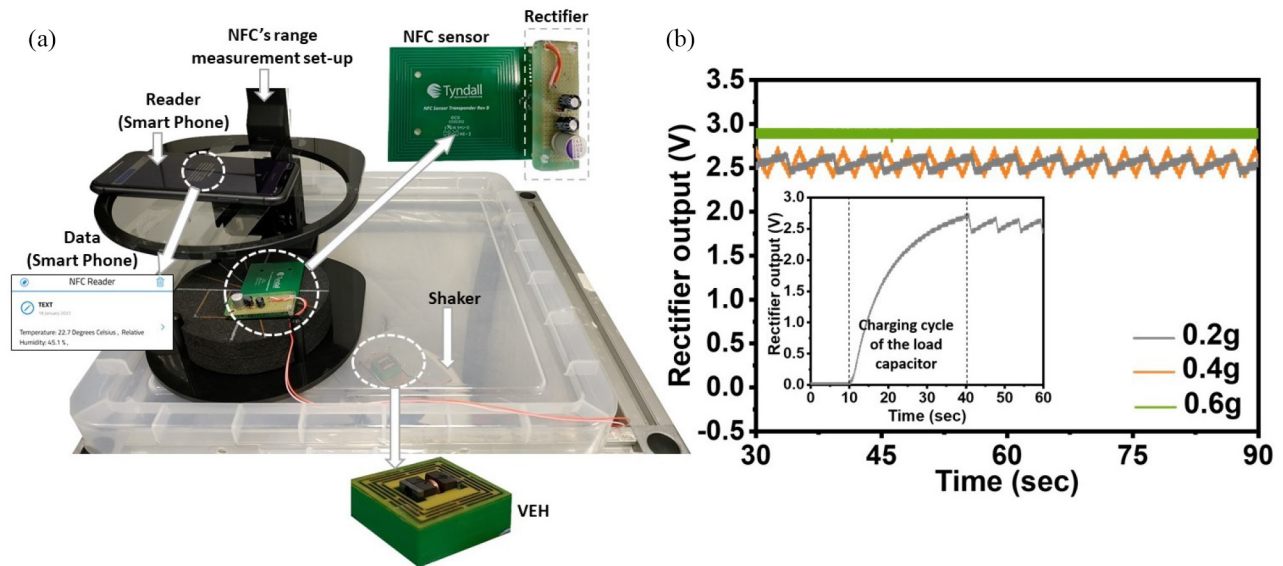 (a)
NFC's range
measurement set-up
Reader
(Smart Phone)
NFC sensor
Rectifier
Tyndall
NFC Sensor Transponder Rev B
Data
(Smart Phone)
NFC Reader
TEXT
Temperature: 22.7 Degrees Celsius , Relative
Humidity: 45.1 % ,
Tyndall
Shaker
VEH
(b)
Rectifier output (V)
3.5
3.0
2.5
2.0
1.5
1.0
0.5
0.0
-0.5
30
45
60
75
90
Time (sec)
0.2g
0.4g
0.6g
Rectifier output (V)
3.0
2.5
2.0
1.5
1.0
0.5
0.0
0
10
20
30
40
50
60
Time (sec)
Charging cycle
of the load
capacitor